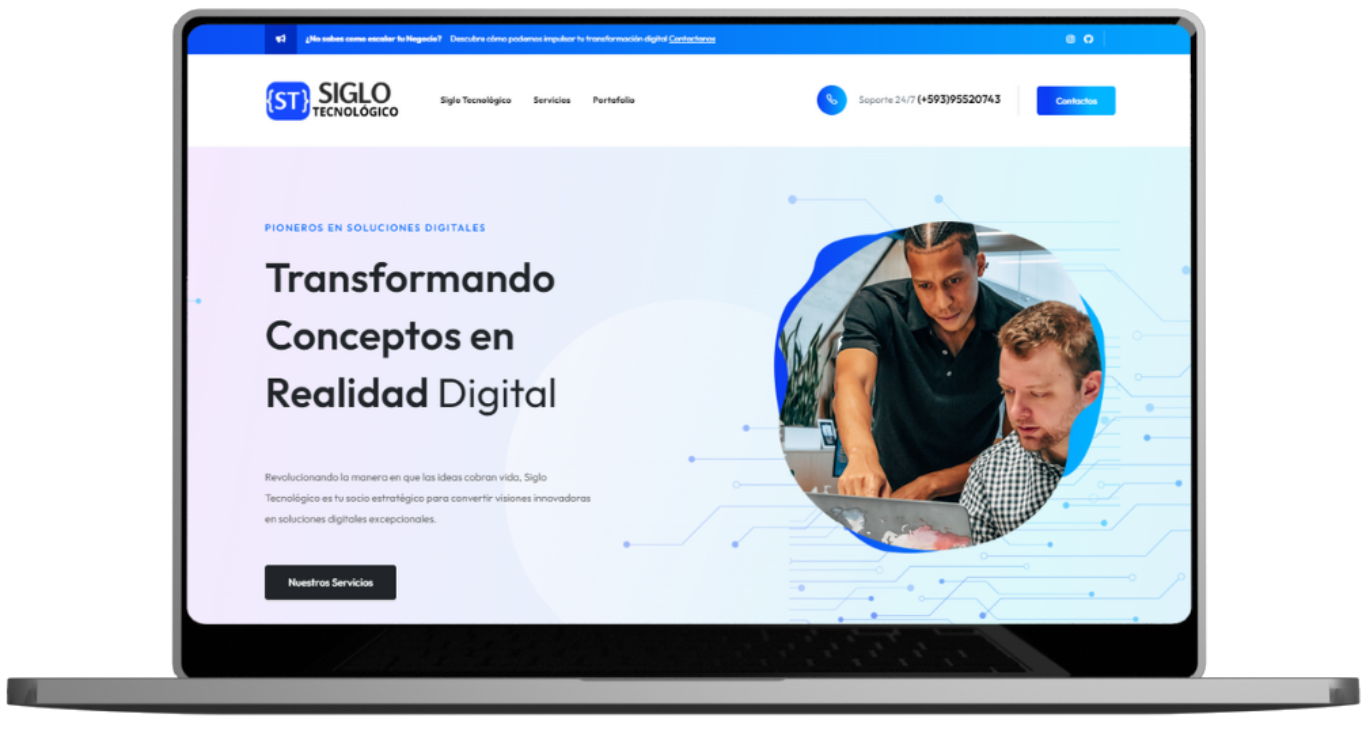 ¿No sabes como escalar tu Negocio? Descubre cómo podemos impulsar tu transformación digital Contactanos
{ST} SIGLO
TECNOLÓGICO
Siglo Tecnológico Servicios Portafolio
Soporte 24/7 (+593)95520743
Contactos
PIONEROS EN SOLUCIONES DIGITALES
Transformando
Conceptos en
Realidad Digital
Revolucionando la manera en que las ideas cobran vida, Siglo
Tecnológico es tu socio estratégico para convertir visiones innovadoras
en soluciones digitales excepcionales.
Nuestros Servicios